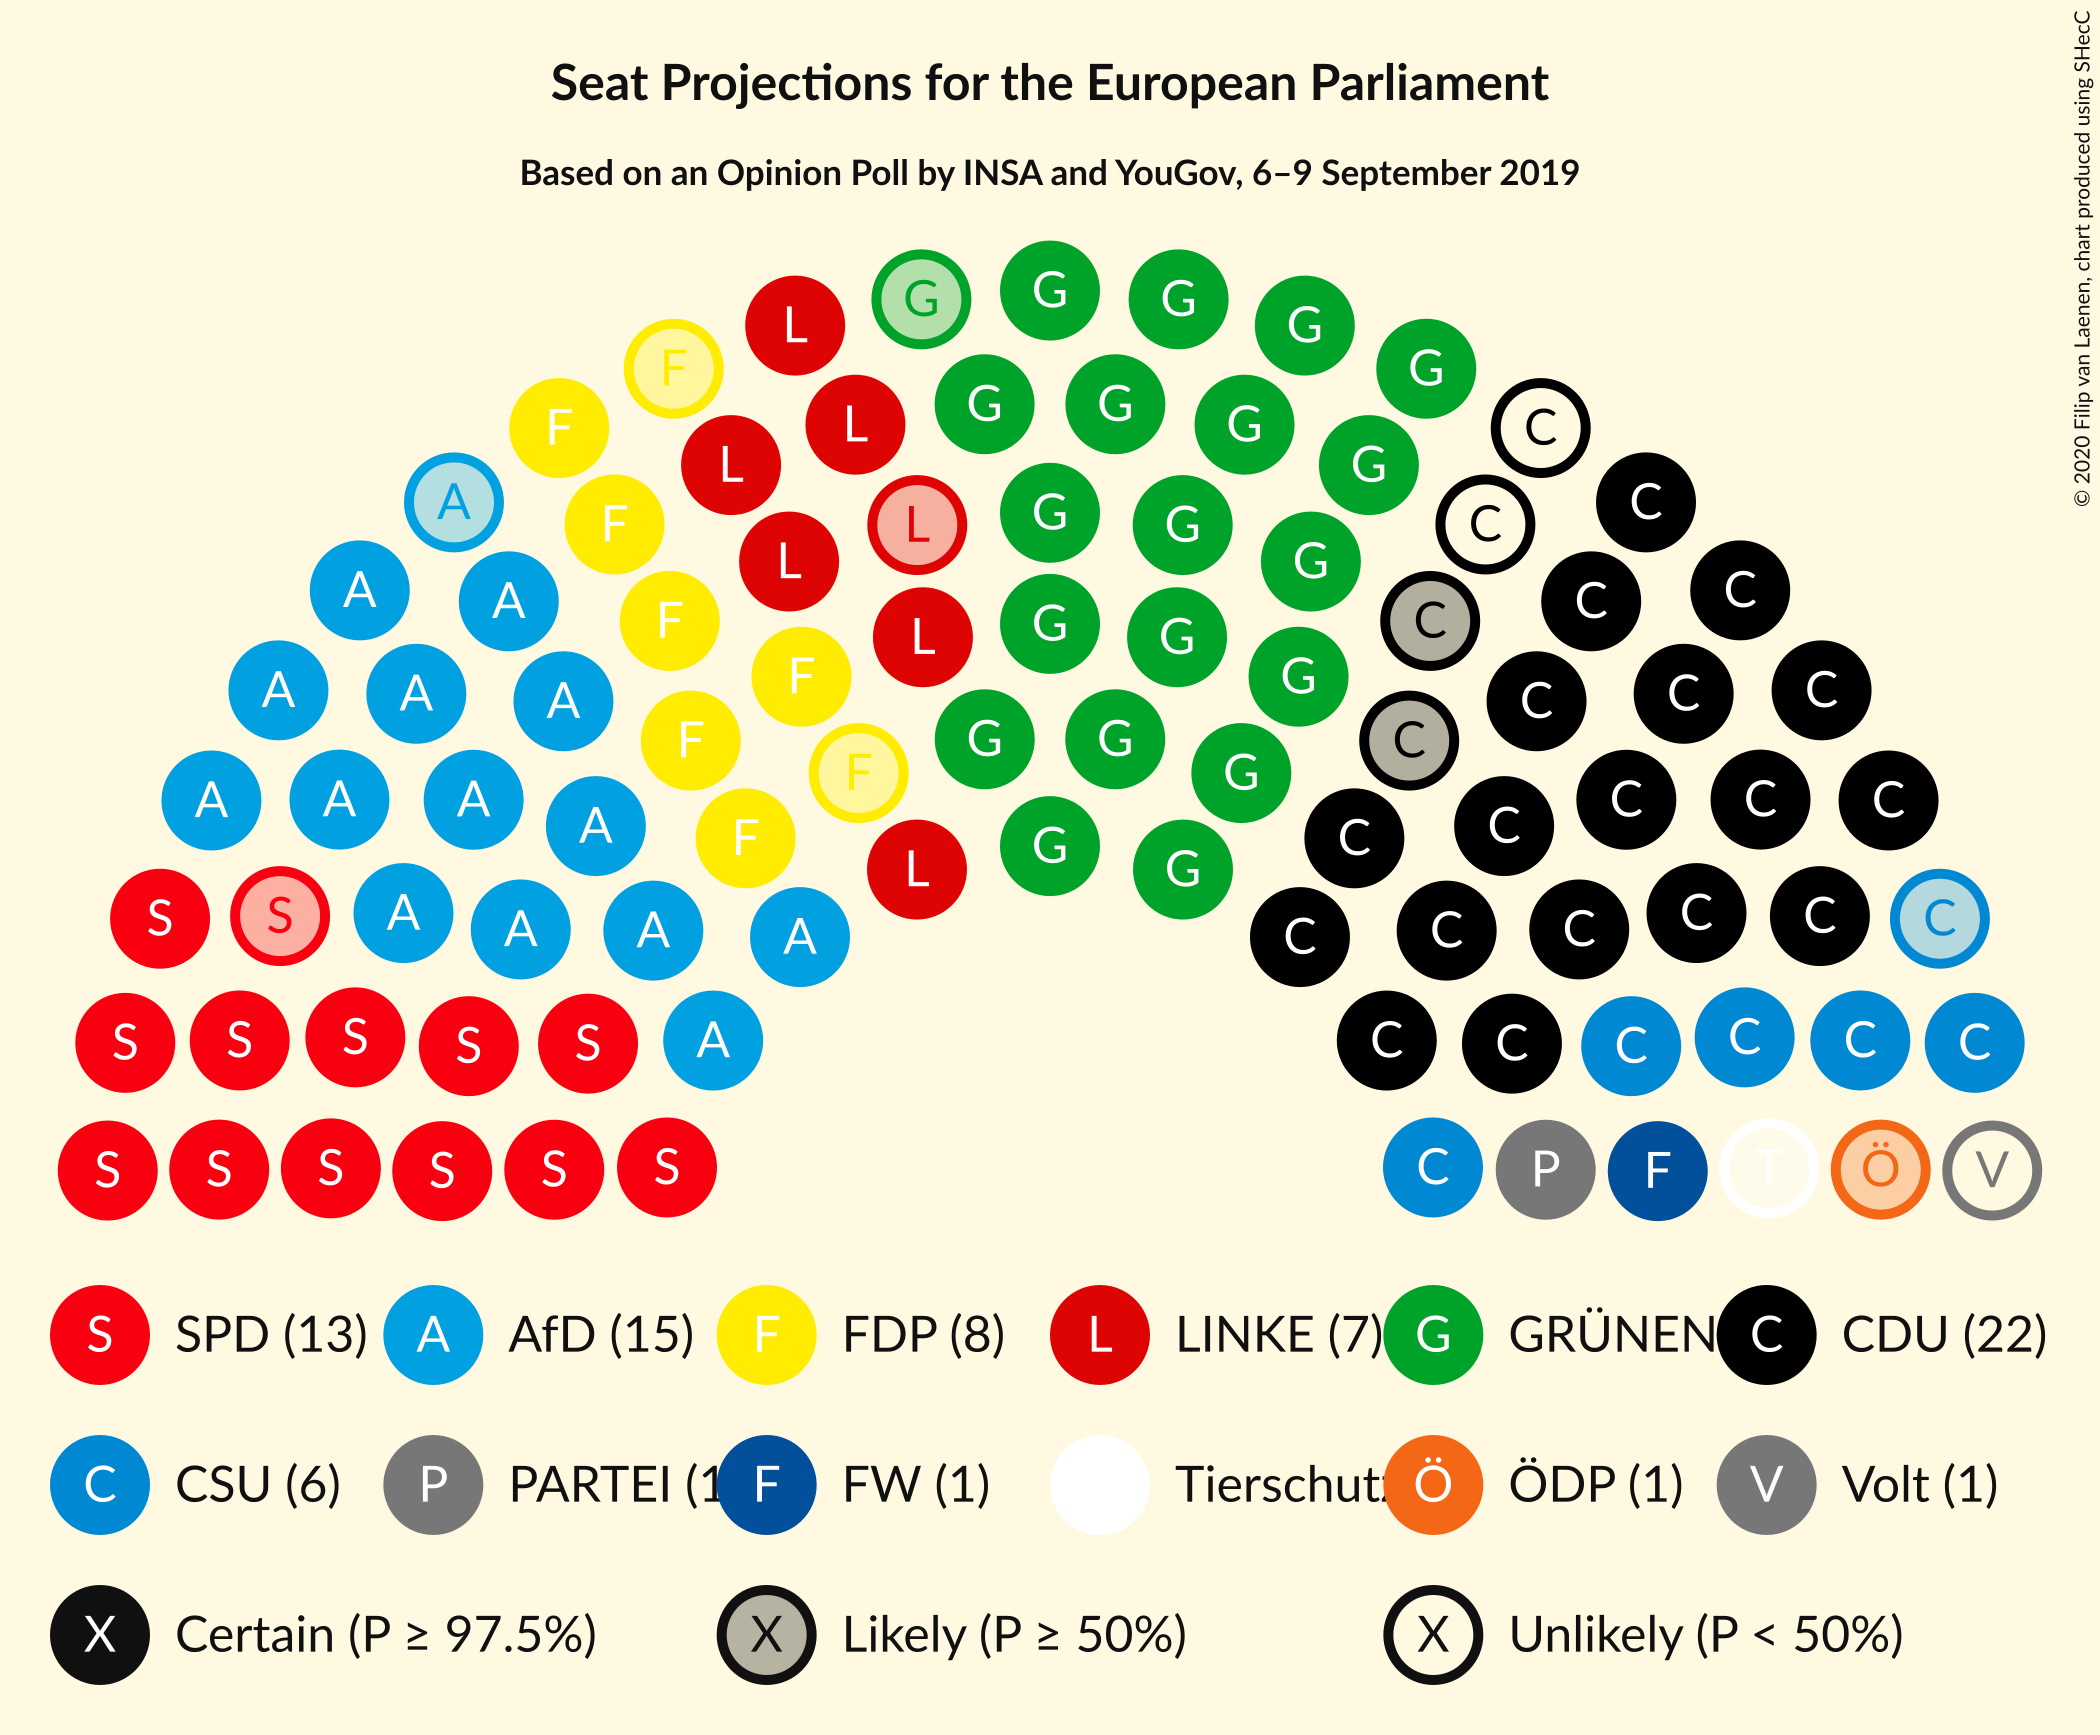 Seat Projections for the European Parliament
Based on an Opinion Poll by INSA and YouGov, 6–9 September 2019
© 2020 Filip van Laenen, chart produced using SHecC
G G G
L G
F G
F L G G C
A L G C
L G G C
F L G G C
A A F L G G C C C
A A A F L G G G C C C C
F G G G C
A A A F F G C C C C
A F C C
S S A L G G C C C
A A A C C C
S S S S S A C C C C C C
S S S S S S C P F T Ö V
S SPD (13) A AfD (15) F FDP (8) L LINKE (7) G GRÜNEN C CDU (22)
C CSU (6) P PARTEI (1 F FW (1) Tierschutz Ö ÖDP (1) V Volt (1)
X Certain (P ≥ 97.5%) X Likely (P ≥ 50%) X Unlikely (P < 50%)